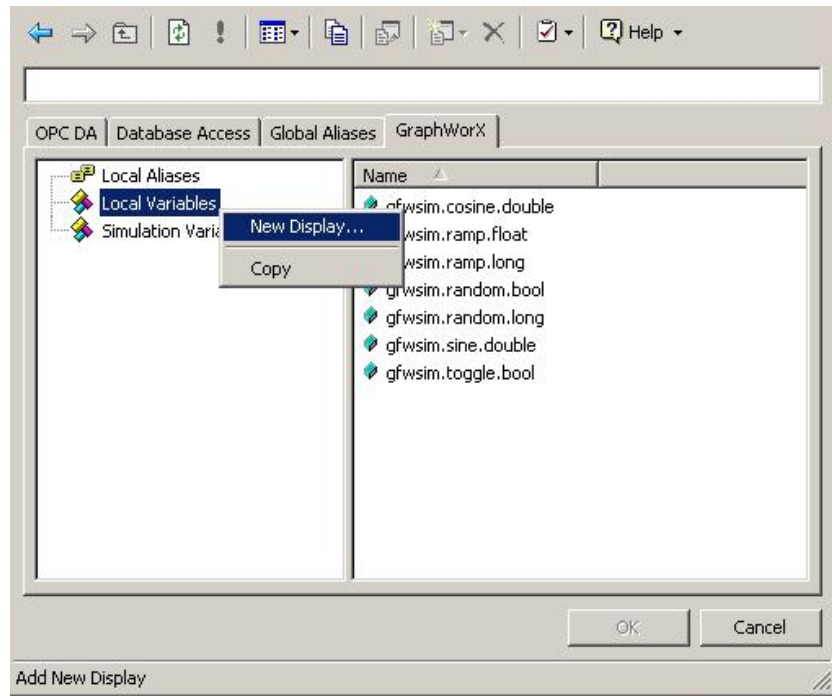 Help
OPC DA Database Access Global Aliases GraphWorX
Local Aliases
Local Variables
Simulation Varia
New Display...
Copy
Name
gfwsim.cosine.double
wsim.ramp.float
wsim.ramp.long
gfwsim.random.bool
gfwsim.random.long
gfwsim.sine.double
gfwsim.toggle.bool
OK Cancel
Add New Display